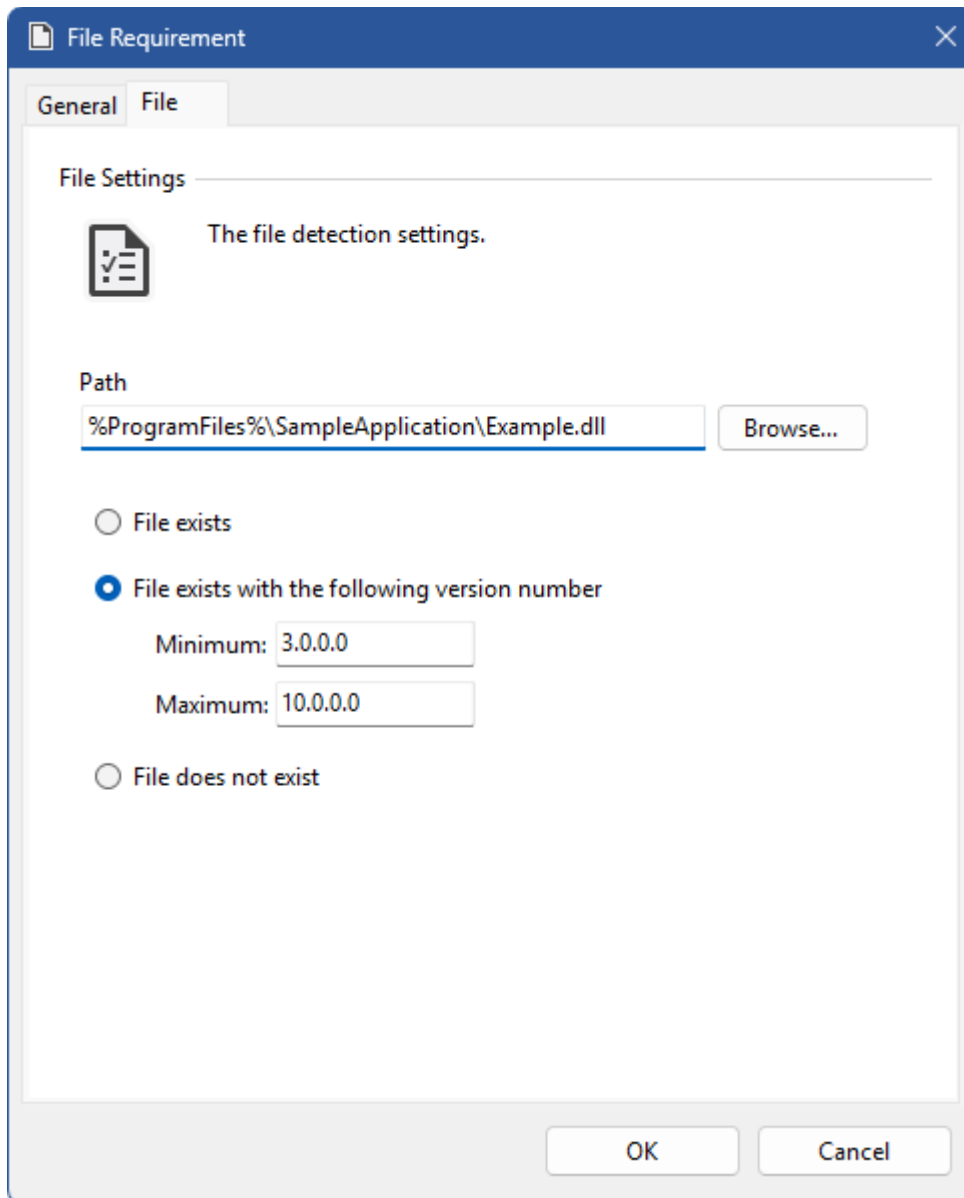 File Requirement
General
File
File Settings
The file detection settings.
Path
%ProgramFiles%\SampleApplication\Example.dll
Browse...
File exists
File exists with the following version number
Minimum: 3.0.0.0
Maximum: 10.0.0.0
File does not exist
OK
Cancel